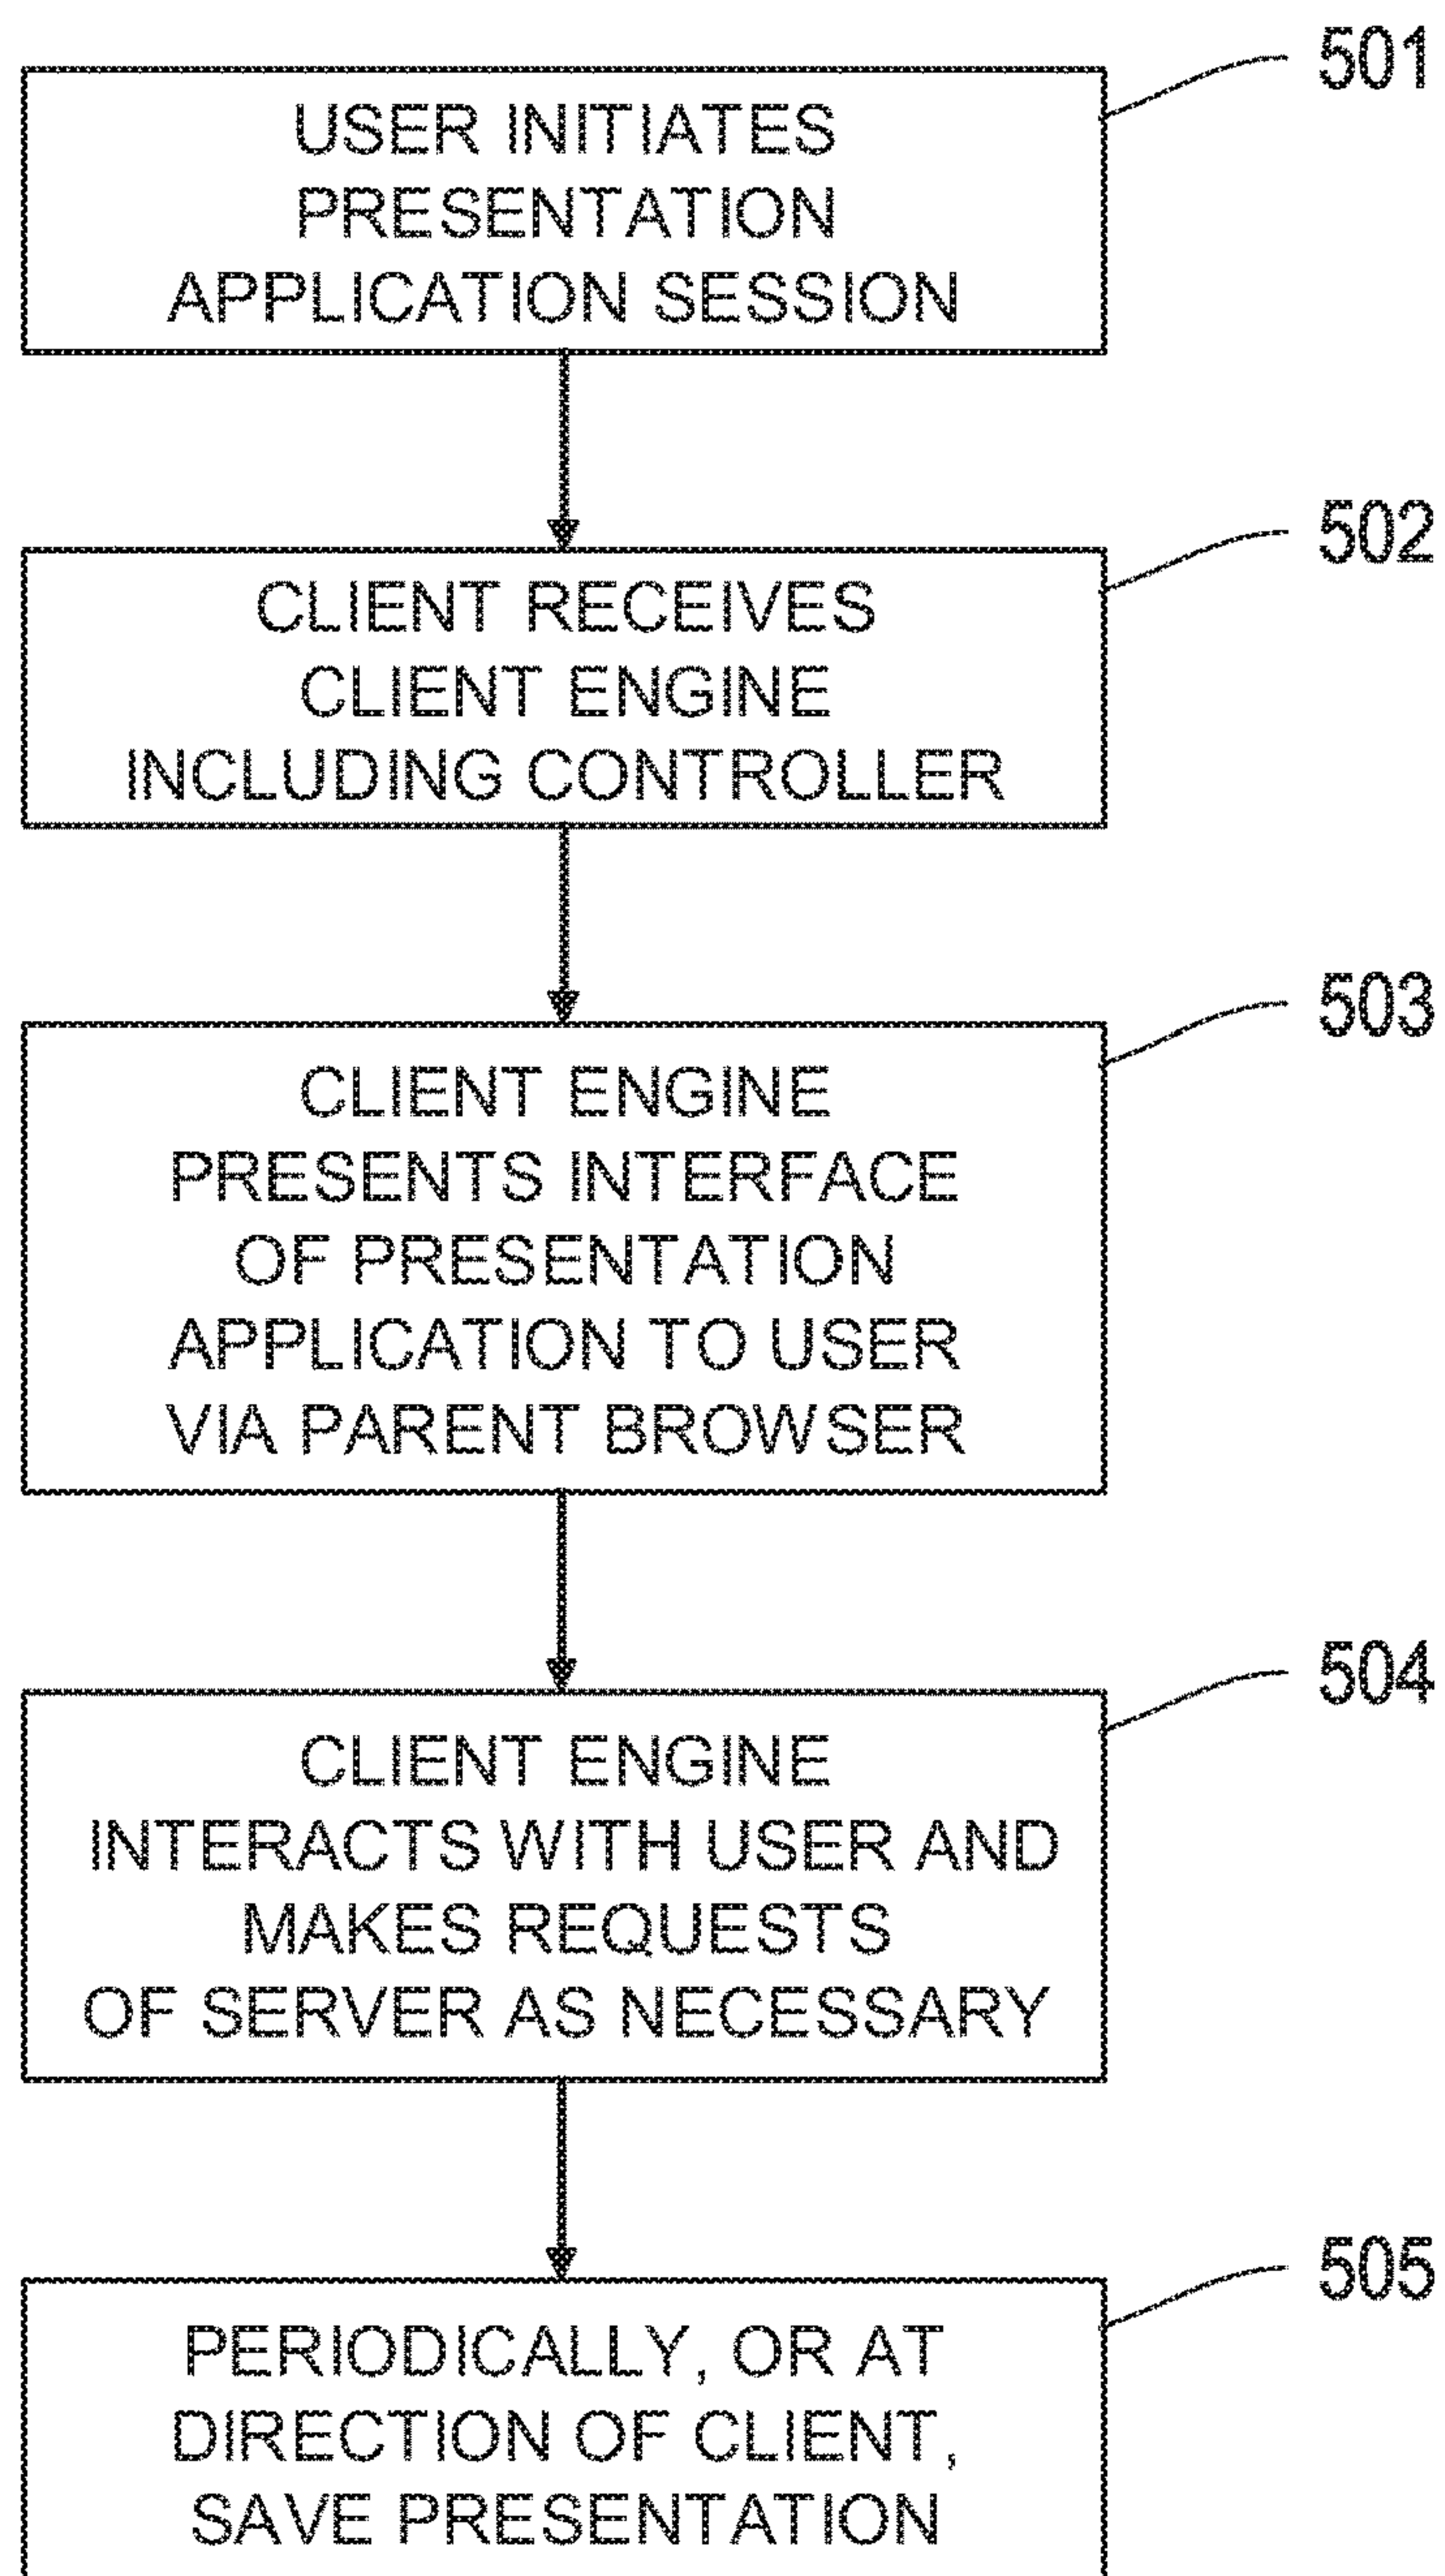 501
USER INITIATES
PRESENTATION
APPLICATION SESSION
502
CLIENT RECEIVES
CLIENT ENGINE
INCLUDING CONTROLLER
503
CLIENT ENGINE
PRESENTS INTERFACE
OF PRESENTATION
APPLICATION TO USER
VIA PARENT BROWSER
504
CLIENT ENGINE
INTERACTS WITH USER AND
MAKES REQUESTS
OF SERVER AS NECESSARY
505
PERIODICALLY, OR AT
DIRECTION OF CLIENT,
SAVE PRESENTATION